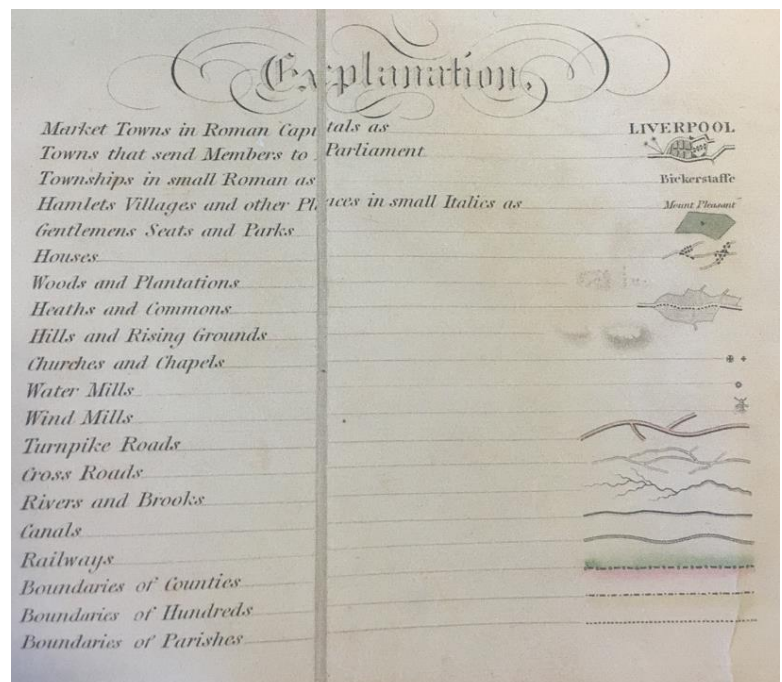 Explanation.
Market Towns in Roman Capitals as LIVERPOOL
Towns that send Members to Parliament
Townships in small Roman as Bickerstaffe
Hamlets Villages and other Places in small Italics as Mount Pleasant
Gentlemens Seats and Parks
Houses
Woods and Plantations
Heaths and Commons
Hills and Rising Grounds
Churches and Chapels
Water Mills
Wind Mills
Turnpike Roads
Cross Roads
Rivers and Brooks
Canals
Railways
Boundaries of Counties
Boundaries of Hundreds
Boundaries of Parishes